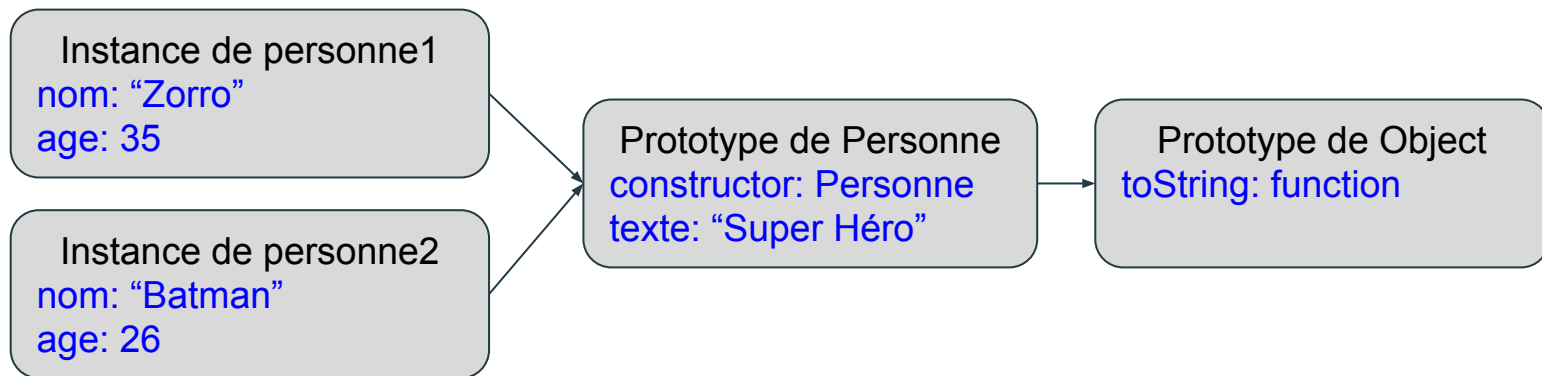 Instance de personne1
nom: “Zorro”
age: 35
Instance de personne2
nom: “Batman”
age: 26
Prototype de Personne
constructor: Personne
texte: “Super Héro”
Prototype de Object
toString: function